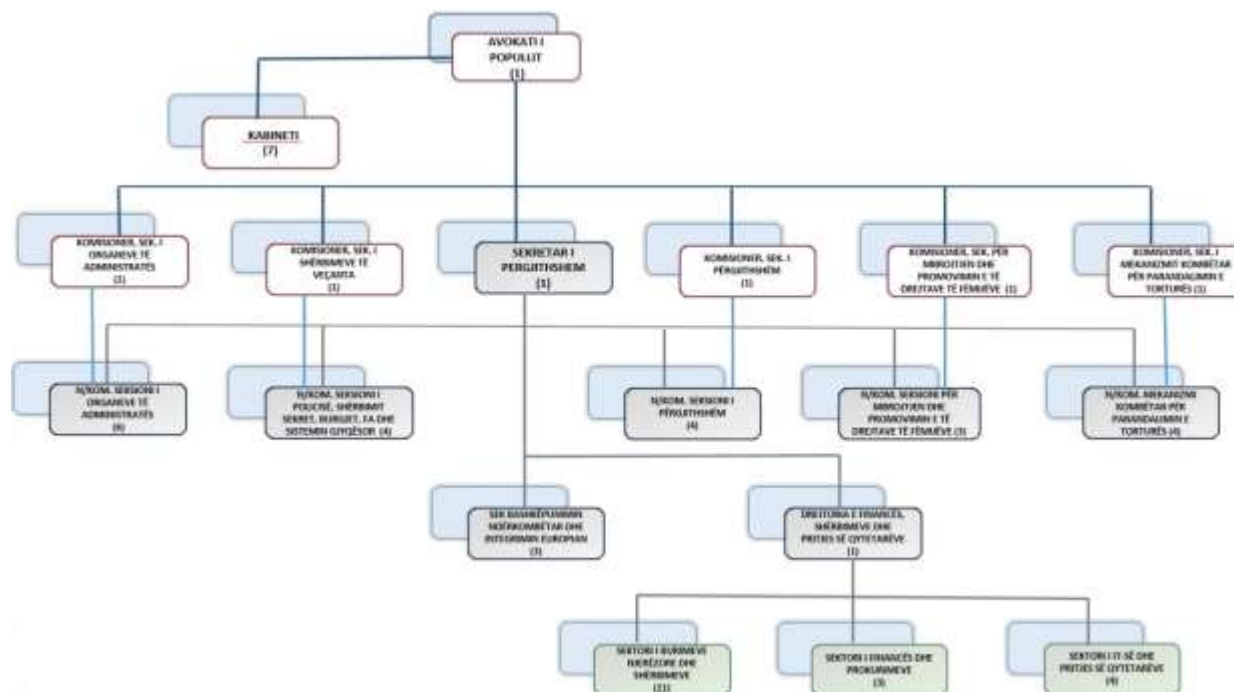 AVOKATI I
POPULLIT
(1)
KABINETI
(7)
KOMISIONER, SEK. I
ORGANEVE TË
ADMINISTRATËS
(1)
KOMISIONER, SEK. I
SHËRBIMEVE TË
VEÇANTA
(1)
SEKRETAR I
PERGJITHSHEM
(1)
KOMISIONER, SEK. I
PËRGJITHSHËM
(1)
KOMISIONER, SEK. PËR
MBROJTJEN DHE
PROMOVIMIN E TË
DREJTAVE TË FËMIJËVE (1)
KOMISIONER, SEK. I
MEKANIZMIT KOMBËTAR
PËR PARANDALIMIN E
TORTURËS (1)
N/KOM. SEKSIONI I
ORGANEVE TË
ADMINISTRATËS
N/KOM. SEKSIONI I
POLICISË, SHËRBIMIT
SEKRET, BURGJET, FA DHE
SISTEMIN GJYQËSOR (4)
N/KOM. SEKSIONI I
PËRGJITHSHËM
(4)
N/KOM. SEKSIONI PËR
MBROJTJEN DHE
PROMOVIMIN E TË
DREJTAVE TË FËMIJËVE (3)
N/KOM. MEKANIZMI
KOMBËTAR PËR
PARANDALIMIN E
TORTURËS (4)
SEK BASHKËPUNIMIN
NDËRKOMBËTAR DHE
INTEGRIMIN EUROPIAN
(3)
DREJTORIA E FINANCËS,
SHËRBIMEVE DHE
PRITJES SË QYTETARËVE
(1)
SEKTORI I BURIMEVE
NJERËZORE DHE
SHËRBIMEVE
(11)
SEKTORI I FINANCËS DHE
PROKURIMEVE
(3)
SEKTORI I IT-SË DHE
PRITJES SË QYTETARËVE